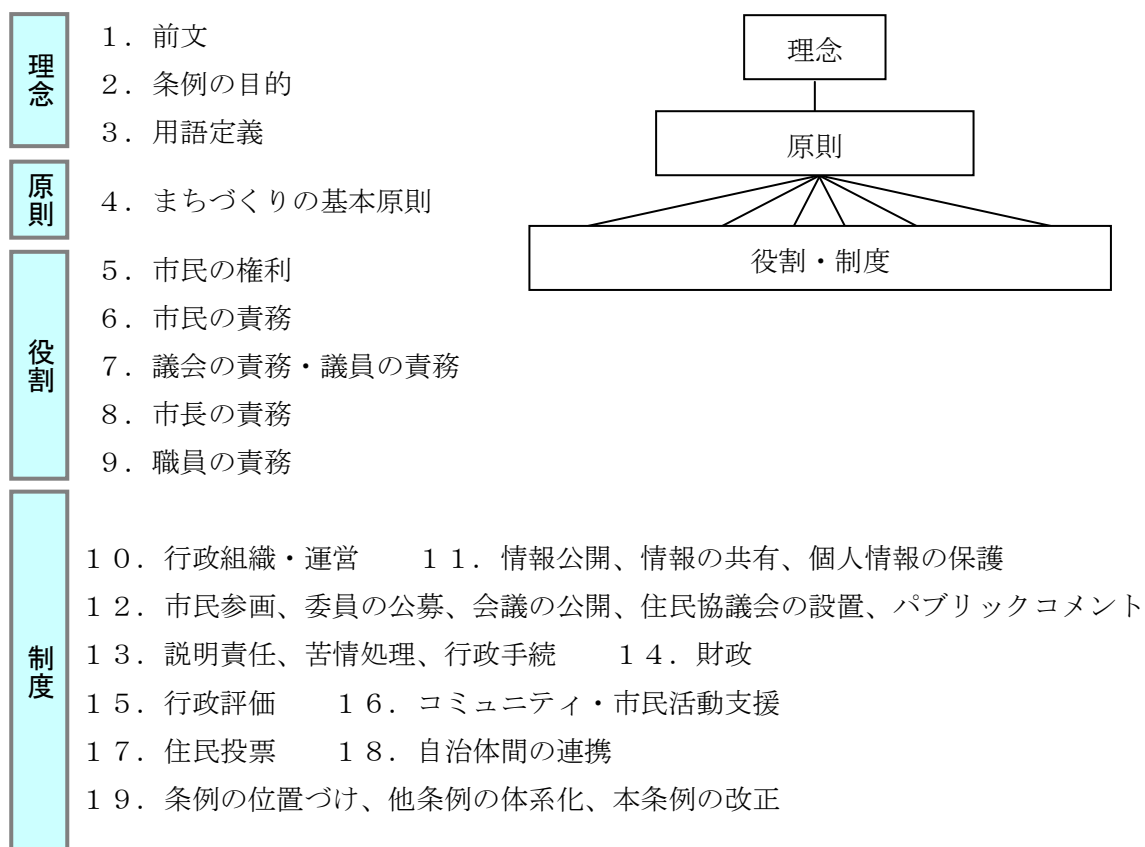 理念
１．前文
２．条例の目的
３．用語定義
原則
４．まちづくりの基本原則
役割
５．市民の権利
６．市民の責務
７．議会の責務・議員の責務
８．市長の責務
９．職員の責務
制度
１０．行政組織・運営　　１１．情報公開、情報の共有、個人情報の保護
１２．市民参画、委員の公募、会議の公開、住民協議会の設置、パブリックコメント
１３．説明責任、苦情処理、行政手続　　１４．財政
１５．行政評価　　１６．コミュニティ・市民活動支援
１７．住民投票　　１８．自治体間の連携
１９．条例の位置づけ、他条例の体系化、本条例の改正
理念
原則
役割・制度